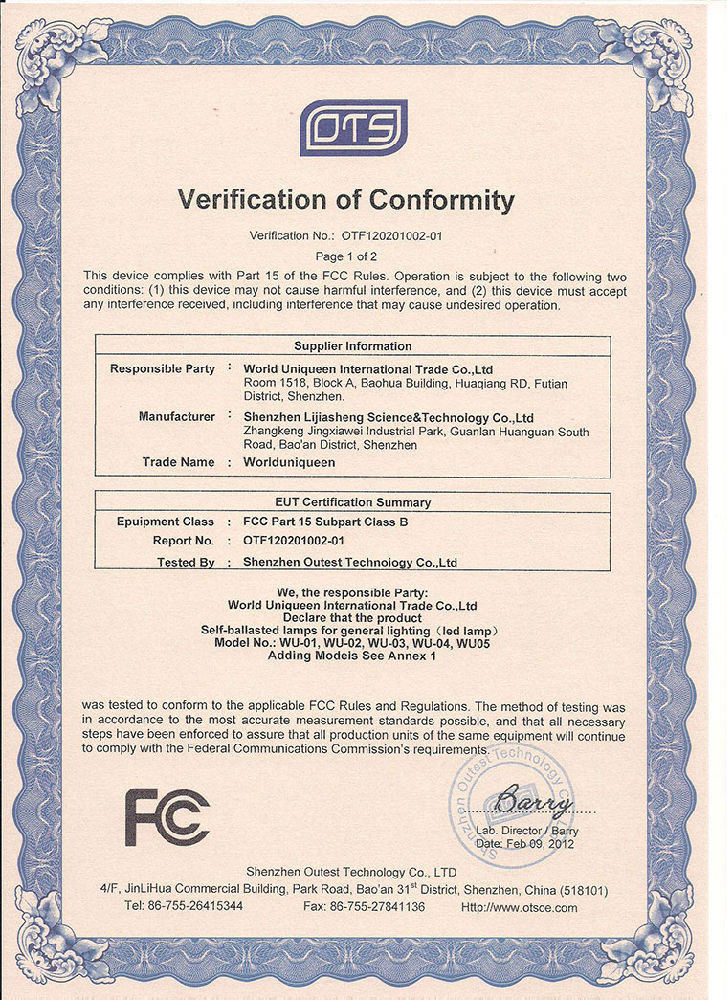 OTS
Verification of Conformity
Verification No.: OTF120201002-01
Page 1 of 2
This device complies with Part 15 of the FCC Rules. Operation is subject to the following two
conditions: (1) this device may not cause harmful interference, and (2) this device must accept
any interference received, including interference that may cause undesired operation.
Supplier Information
Responsible Party : World Uniqueen International Trade Co.,Ltd
Room 1518, Block A, Baohua Building, Huaqiang RD, Futian
District, Shenzhen.
Manufacturer : Shenzhen Lijiasheng Science&Technology Co.,Ltd
Zhangkeng Jingxiawei Industrial Park, Guanlan Huanguan South
Road, Bao'an District, Shenzhen
Trade Name : Worlduniqueen
EUT Certification Summary
Epuipment Class : FCC Part 15 Subpart Class B
Report No. : OTF120201002-01
Tested By : Shenzhen Outest Technology Co.,Ltd
We, the responsible Party:
World Uniqueen International Trade Co.,Ltd
Declare that the product
Self-ballasted lamps for general lighting (led lamp)
Model No.: WU-01, WU-02, WU-03, WU-04, WU05
Adding Models See Annex 1
was tested to conform to the applicable FCC Rules and Regulations. The method of testing was
in accordance to the most accurate measurement standards possible, and that all necessary
steps have been enforced to assure that all production units of the same equipment will continue
to comply with the Federal Communications Commission's requirements.
Shenzhen Outest Technology
OTS
FC
Barry
Lab. Director / Barry
Date: Feb 09, 2012
Shenzhen Outest Technology Co., LTD
4/F, JinLiHua Commercial Building, Park Road, Bao'an 31st District, Shenzhen, China (518101)
Tel: 86-755-26415344 Fax: 86-755-27841136 Http://www.otsce.com